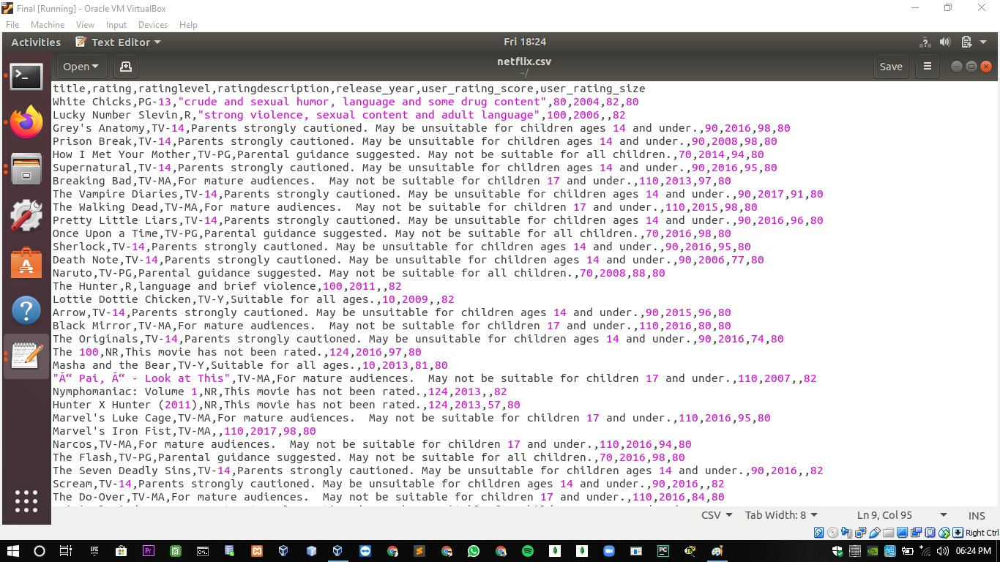 Final [Running] - Oracle VM VirtualBox
File Machine View Input Devices Help
Activities Text Editor Fri 18:24
Open netflix.csv Save
~/
title,rating,ratinglevel,ratingdescription,release_year,user_rating_score,user_rating_size
White Chicks,PG-13,"crude and sexual humor, language and some drug content",80,2004,82,80
Lucky Number Slevin,R,"strong violence, sexual content and adult language",100,2006,,82
Grey's Anatomy,TV-14,Parents strongly cautioned. May be unsuitable for children ages 14 and under.,90,2016,98,80
Prison Break,TV-14,Parents strongly cautioned. May be unsuitable for children ages 14 and under.,90,2008,98,80
How I Met Your Mother,TV-PG,Parental guidance suggested. May not be suitable for all children.,70,2014,94,80
Supernatural,TV-14,Parents strongly cautioned. May be unsuitable for children ages 14 and under.,90,2016,95,80
Breaking Bad,TV-MA,For mature audiences.  May not be suitable for children 17 and under.,110,2013,97,80
The Vampire Diaries,TV-14,Parents strongly cautioned. May be unsuitable for children ages 14 and under.,90,2017,91,80
The Walking Dead,TV-MA,For mature audiences.  May not be suitable for children 17 and under.,110,2015,98,80
Pretty Little Liars,TV-14,Parents strongly cautioned. May be unsuitable for children ages 14 and under.,90,2016,96,80
Once Upon a Time,TV-PG,Parental guidance suggested. May not be suitable for all children.,70,2016,98,80
Sherlock,TV-14,Parents strongly cautioned. May be unsuitable for children ages 14 and under.,90,2016,95,80
Death Note,TV-14,Parents strongly cautioned. May be unsuitable for children ages 14 and under.,90,2006,77,80
Naruto,TV-PG,Parental guidance suggested. May not be suitable for all children.,70,2008,88,80
The Hunter,R,language and brief violence,100,2011,,82
Lottie Dottie Chicken,TV-Y,Suitable for all ages.,10,2009,,82
Arrow,TV-14,Parents strongly cautioned. May be unsuitable for children ages 14 and under.,90,2015,96,80
Black Mirror,TV-MA,For mature audiences.  May not be suitable for children 17 and under.,110,2016,80,80
The Originals,TV-14,Parents strongly cautioned. May be unsuitable for children ages 14 and under.,90,2016,74,80
The 100,NR,This movie has not been rated.,124,2016,97,80
Masha and the Bear,TV-Y,Suitable for all ages.,10,2013,81,80
"Ã“ Pai, Ã“ - Look at This",TV-MA,For mature audiences.  May not be suitable for children 17 and under.,110,2007,,82
Nymphomaniac: Volume 1,NR,This movie has not been rated.,124,2013,,82
Hunter X Hunter (2011),NR,This movie has not been rated.,124,2013,57,80
Marvel's Luke Cage,TV-MA,For mature audiences.  May not be suitable for children 17 and under.,110,2016,95,80
Marvel's Iron Fist,TV-MA,,110,2017,98,80
Narcos,TV-MA,For mature audiences.  May not be suitable for children 17 and under.,110,2016,94,80
The Flash,TV-PG,Parental guidance suggested. May not be suitable for all children.,70,2016,98,80
The Seven Deadly Sins,TV-14,Parents strongly cautioned. May be unsuitable for children ages 14 and under.,90,2016,,82
Scream,TV-14,Parents strongly cautioned. May be unsuitable for children ages 14 and under.,90,2016,,82
The Do-Over,TV-MA,For mature audiences.  May not be suitable for children 17 and under.,110,2016,84,80
CSV Tab Width: 8 Ln 9, Col 95 INS
Right Ctrl
EPIC Pr PC 06:24 PM